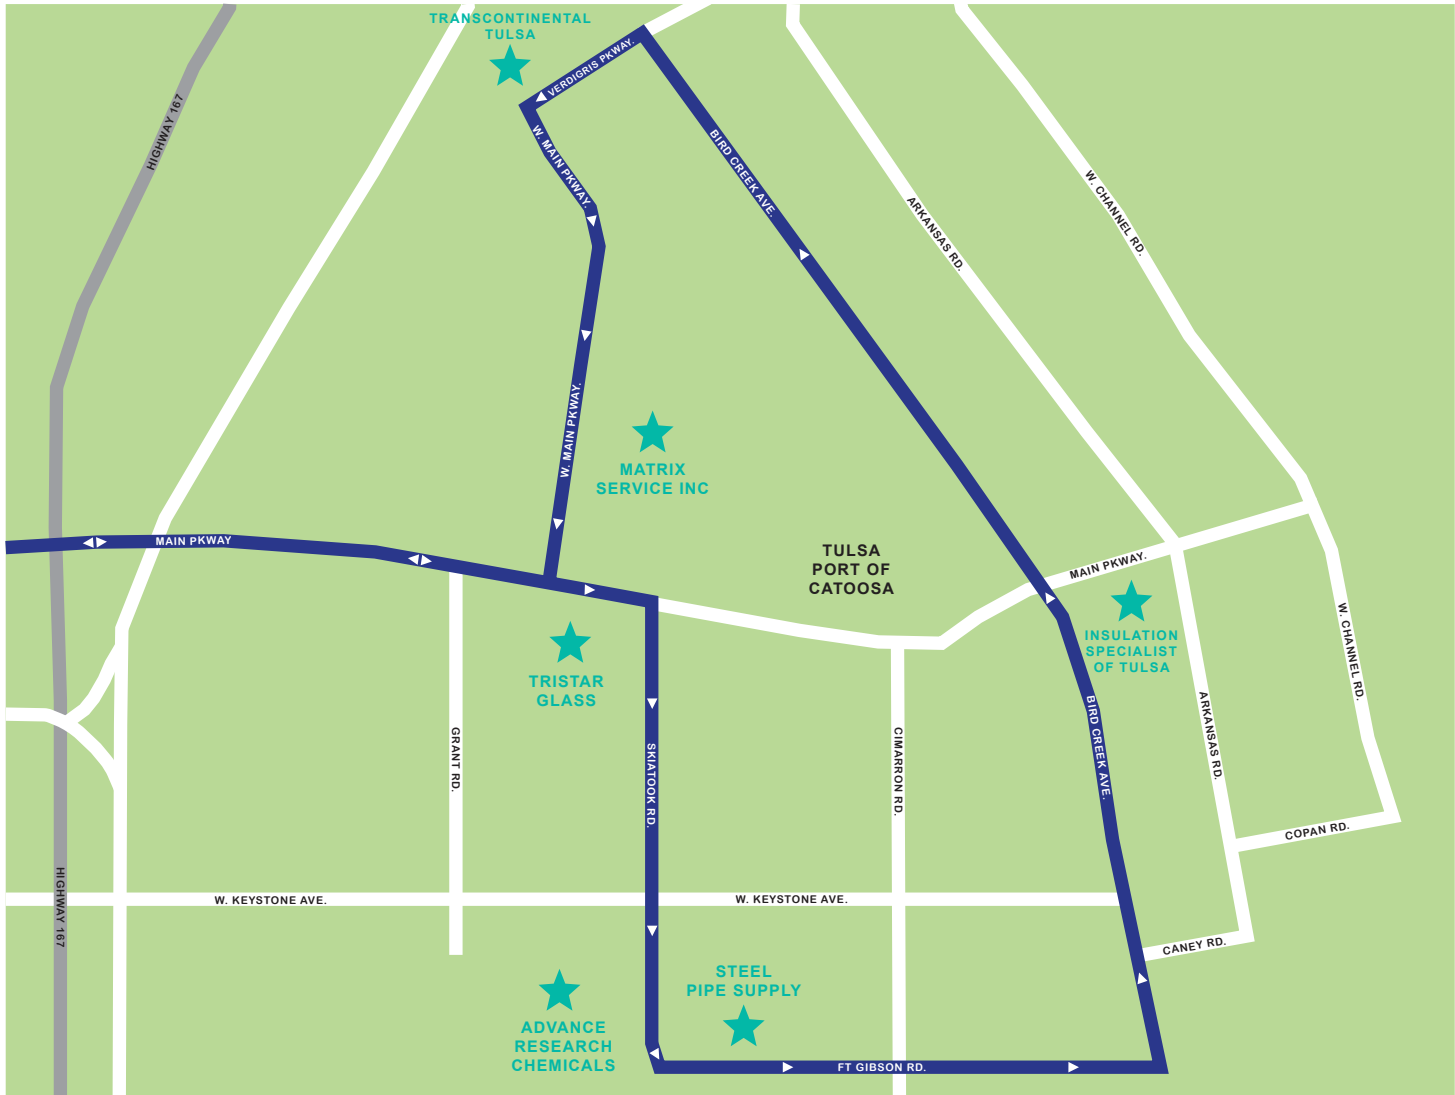 TRANSCONTINENTAL
TULSA
VERDIGRIS PKWAY.
HIGHWAY 167
W. MAIN PKWAY.
BIRD CREEK AVE.
ARKANSAS RD.
W. CHANNEL RD.
W. MAIN PKWAY.
MATRIX
SERVICE INC
MAIN PKWAY
TULSA
PORT OF
CATOOSA
MAIN PKWAY.
INSULATION
SPECIALIST
OF TULSA
W. CHANNEL RD.
TRISTAR
GLASS
GRANT RD.
SKIATOOK RD.
CIMARRON RD.
BIRD CREEK AVE.
ARKANSAS RD.
COPAN RD.
HIGHWAY 167
W. KEYSTONE AVE.
W. KEYSTONE AVE.
CANEY RD.
STEEL
PIPE SUPPLY
ADVANCE
RESEARCH
CHEMICALS
FT GIBSON RD.